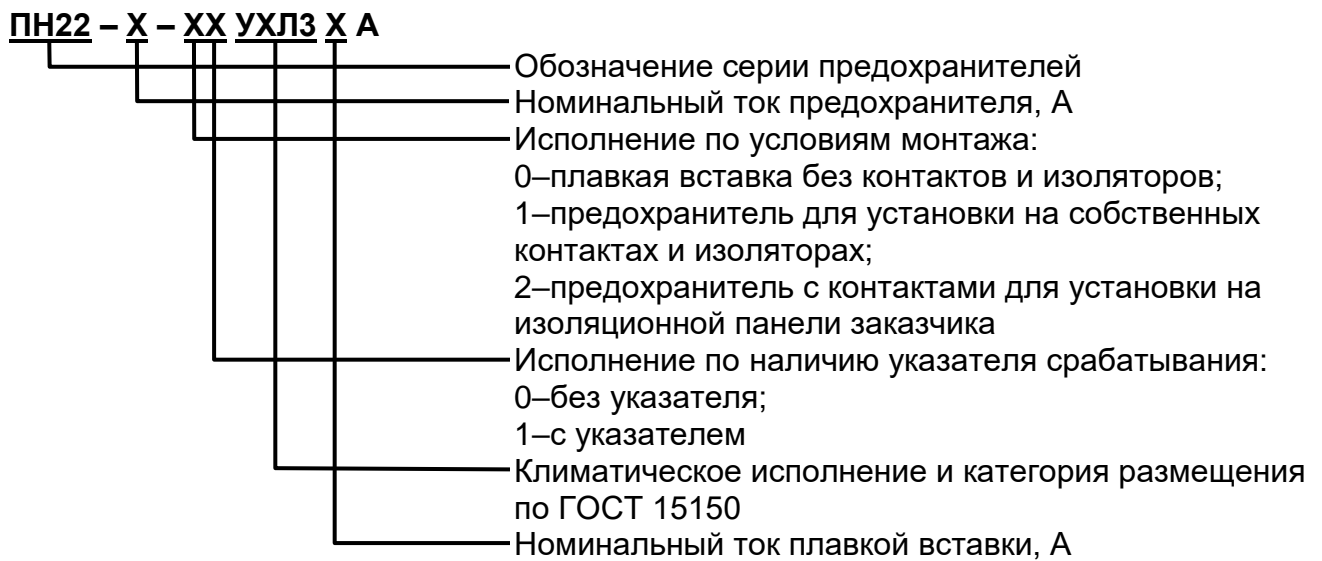 ПН22 – Х – ХХ УХЛ3 Х А
Обозначение серии предохранителей
Номинальный ток предохранителя, А
Исполнение по условиям монтажа:
0–плавкая вставка без контактов и изоляторов;
1–предохранитель для установки на собственных
контактах и изоляторах;
2–предохранитель с контактами для установки на
изоляционной панели заказчика
Исполнение по наличию указателя срабатывания:
0–без указателя;
1–с указателем
Климатическое исполнение и категория размещения
по ГОСТ 15150
Номинальный ток плавкой вставки, А